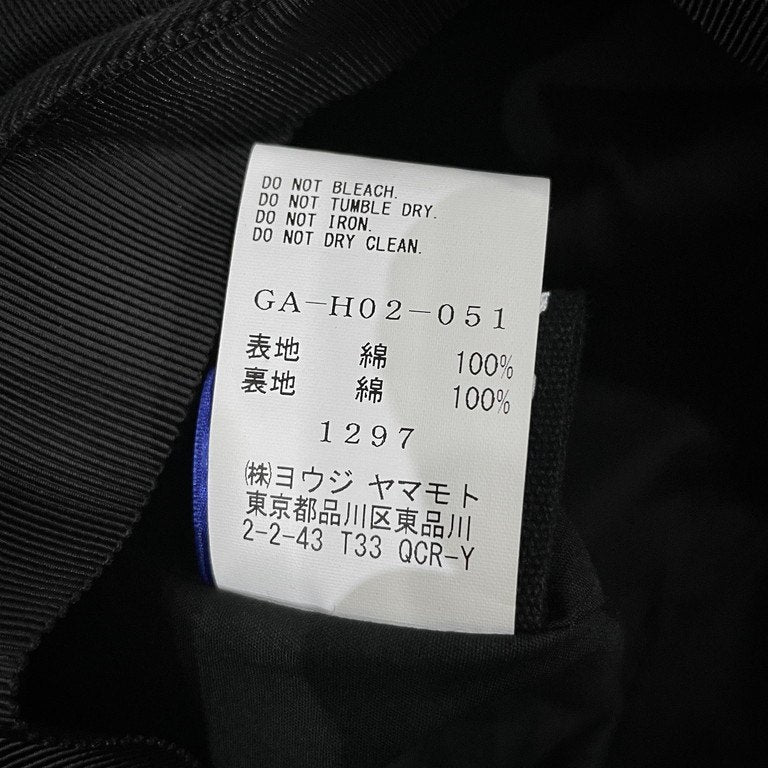 DO NOT BLEACH.
DO NOT TUMBLE DRY.
DO NOT IRON.
DO NOT DRY CLEAN.
GA-H02-051
表地 綿 100%
裏地 綿 100%
1297
㈱ヨウジ ヤマモト
東京都品川区東品川
2-2-43 T33 QCR-Y